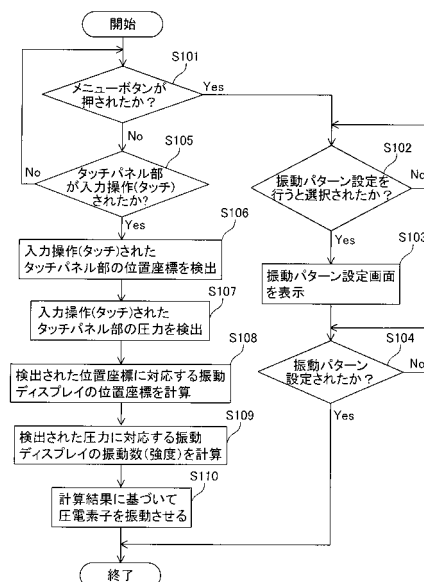 開始
S101
メニューボタンが
押されたか？
Yes
No
S105
タッチパネル部
が入力操作(タッチ)
されたか?
No
Yes
S106
入力操作(タッチ)された
タッチパネル部の位置座標を検出
S107
入力操作(タッチ)された
タッチパネル部の圧力を検出
S108
検出された位置座標に対応する振動
ディスプレイの位置座標を計算
S109
検出された圧力に対応する振動
ディスプレイの振動数(強度)を計算
S110
計算結果に基づいて
圧電素子を振動させる
S102
振動パターン設定を
行うと選択されたか？
No
Yes
S103
振動パターン設定画面
を表示
S104
振動パターン
設定されたか？
No
Yes
終了